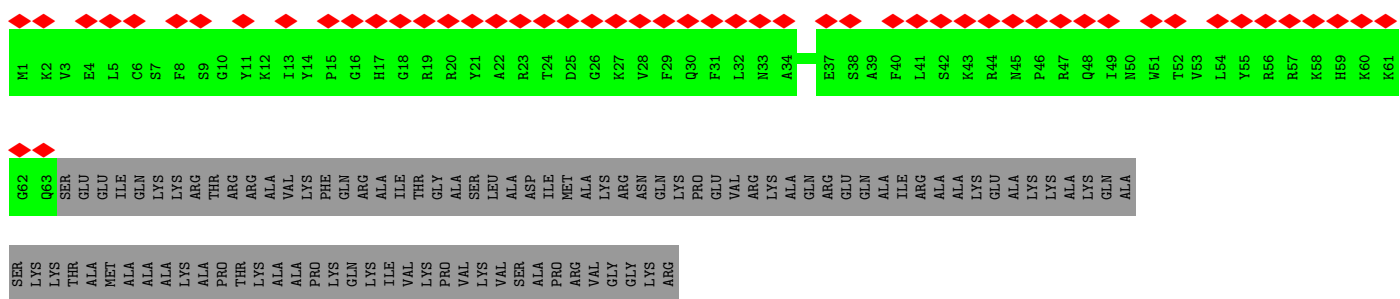 M1 K2 V3 E4 L5 C6 S7 F8 S9 G10 Y11 K12 I13 Y14 P15 G16 H17 G18 R19 R20 Y21 A22 R23 T24 D25 G26 K27 V28 F29 Q30 F31 L32 N33 A34 E37 S38 A39 F40 L41 S42 K43 R44 N45 P46 R47 Q48 I49 N50 W51 T52 V53 L54 Y55 R56 R57 K58 H59 K60 K61
G62 Q63 SER GLU GLU ILE GLN LYS LYS ARG THR ARG ARG ALA VAL LYS PHE GLN ARG ALA ILE THR GLY ALA SER LEU ALA ASP ILE MET ALA LYS ARG ASN GLN LYS PRO GLU VAL ARG LYS ALA GLN ARG GLU GLN ALA ILE ARG ALA ALA LYS GLU ALA LYS LYS ALA LYS GLN ALA
SER LYS LYS THR ALA MET ALA ALA ALA LYS ALA PRO THR LYS ALA ALA PRO LYS GLN LYS ILE VAL LYS PRO VAL LYS VAL SER ALA PRO ARG VAL GLY GLY LYS ARG